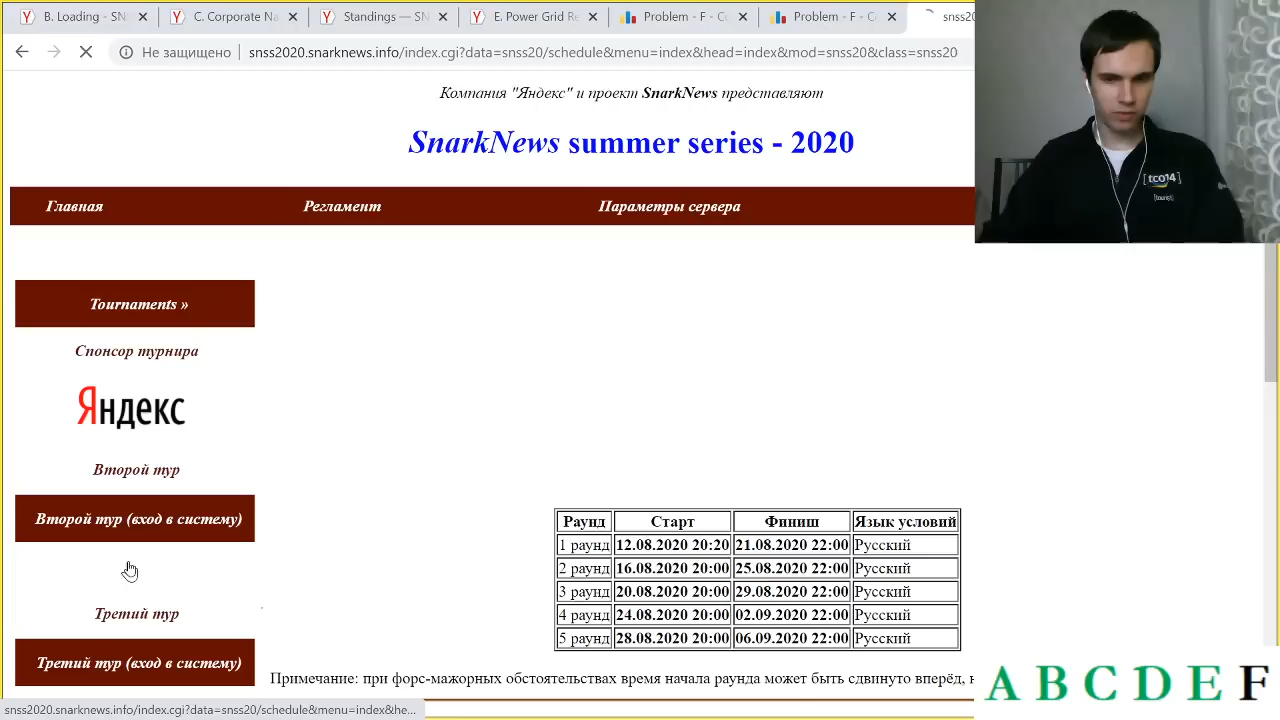 B. Loading - SN
C. Corporate Na
Standings — SN
E. Power Grid Re
Problem - F - Co
Problem - F - Co
snss2
Не защищено
snss2020.snarknews.info/index.cgi?data=snss20/schedule&menu=index&head=index&mod=snss20&class=snss20
Компания "Яндекс" и проект SnarkNews представляют
SnarkNews summer series - 2020
Главная
Регламент
Параметры сервера
[tco14]
[tourist]
Tournaments »
Спонсор турнира
Яндекс
Второй тур
Второй тур (вход в систему)
Третий тур
Третий тур (вход в систему)
Раунд Старт Финиш Язык условий
1 раунд 12.08.2020 20:20 21.08.2020 22:00 Русский
2 раунд 16.08.2020 20:00 25.08.2020 22:00 Русский
3 раунд 20.08.2020 20:00 29.08.2020 22:00 Русский
4 раунд 24.08.2020 20:00 02.09.2020 22:00 Русский
5 раунд 28.08.2020 20:00 06.09.2020 22:00 Русский
Примечание: при форс-мажорных обстоятельствах время начала раунда может быть сдвинуто вперёд,
snss2020.snarknews.info/index.cgi?data=snss20/schedule&menu=index&he...
A B C D E F